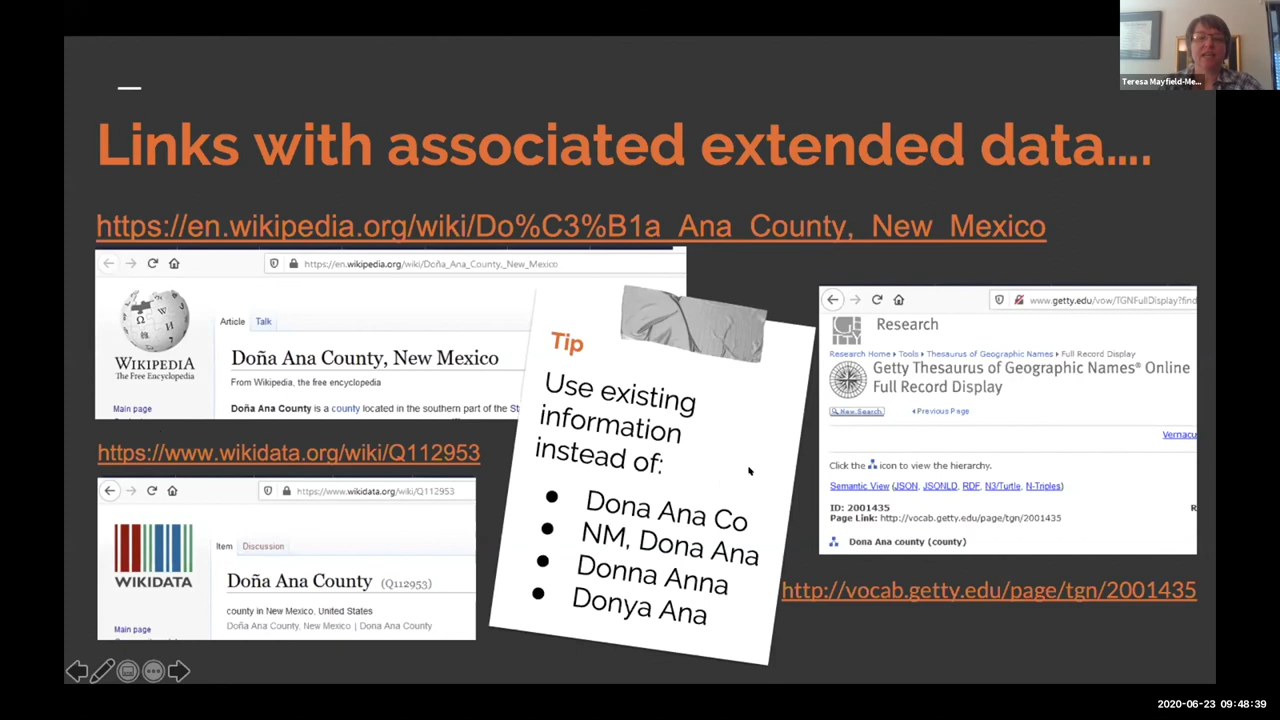 Teresa Mayfield-Me...
Links with associated extended data....
https://en.wikipedia.org/wiki/Do%C3%B1a_Ana_County,_New_Mexico
https://en.wikipedia.org/wiki/Doña_Ana_County,_New_Mexico
WIKIPEDIA
The Free Encyclopedia
Main page
Article Talk
Doña Ana County, New Mexico
From Wikipedia, the free encyclopedia
Doña Ana County is a county located in the southern part of the St
https://www.wikidata.org/wiki/Q112953
https://www.wikidata.org/wiki/Q112953
WIKIDATA
Main page
Item Discussion
Doña Ana County (Q112953)
county in New Mexico, United States
Doña Ana County, New Mexico | Dona Ana County
Tip
Use existing
information
instead of:
● Dona Ana Co
● NM, Dona Ana
● Donna Anna
● Donya Ana
www.getty.edu/vow/TGNFullDisplay?find
Research
Research Home Tools Thesaurus of Geographic Names Full Record Display
Getty Thesaurus of Geographic Names® Online
Full Record Display
New Search Previous Page
Vernacu
Click the icon to view the hierarchy.
Semantic View (JSON, JSONLD, RDF, N3/Turtle, N-Triples)
ID: 2001435 R
Page Link: http://vocab.getty.edu/page/tgn/2001435
Dona Ana county (county)
http://vocab.getty.edu/page/tgn/2001435
2020-06-23 09:48:39